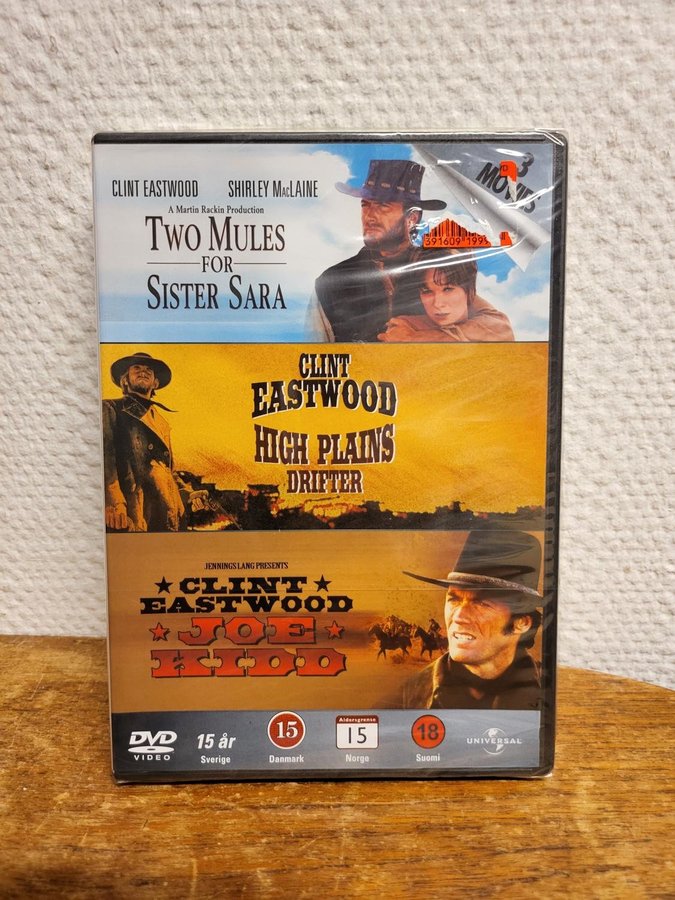 3
MOVIES
CLINT EASTWOOD SHIRLEY MACLAINE
A Martin Rackin Production
TWO MULES
FOR
SISTER SARA
391609 199
CLINT
EASTWOOD
HIGH PLAINS
DRIFTER
JENNINGS LANG PRESENTS
CLINT
EASTWOOD
JOE
KIDD
DVD
VIDEO
15 år
Sverige
15
Danmark
Aldersgrense
15
Norge
18
Suomi
UNIVERSAL